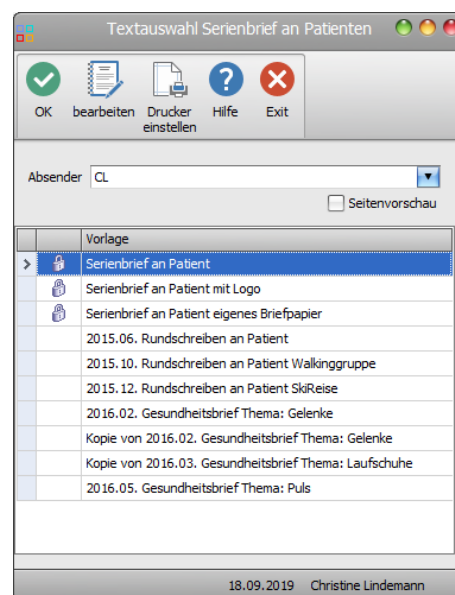 Textauswahl Serienbrief an Patienten
OK bearbeiten Drucker einstellen Hilfe Exit
Absender CL
Seitenvorschau
Vorlage
Serienbrief an Patient
Serienbrief an Patient mit Logo
Serienbrief an Patient eigenes Briefpapier
2015.06. Rundschreiben an Patient
2015.10. Rundschreiben an Patient Walkinggruppe
2015.12. Rundschreiben an Patient SkiReise
2016.02. Gesundheitsbrief Thema: Gelenke
Kopie von 2016.02. Gesundheitsbrief Thema: Gelenke
Kopie von 2016.03. Gesundheitsbrief Thema: Laufschuhe
2016.05. Gesundheitsbrief Thema: Puls
18.09.2019 Christine Lindemann